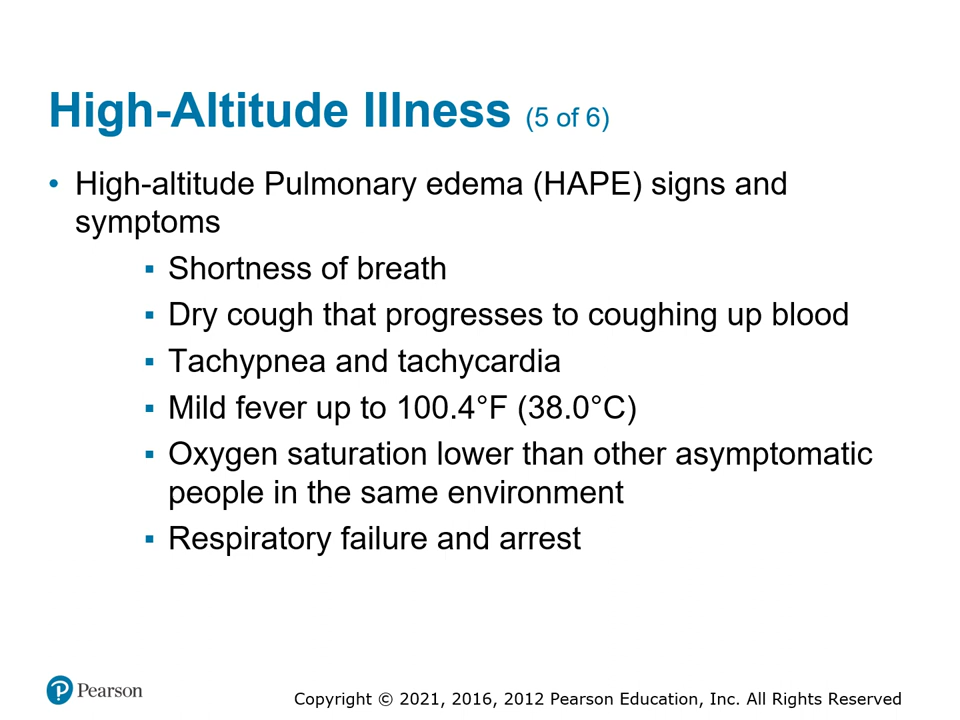 High-Altitude Illness (5 of 6)
• High-altitude Pulmonary edema (HAPE) signs and
symptoms
▪ Shortness of breath
▪ Dry cough that progresses to coughing up blood
▪ Tachypnea and tachycardia
▪ Mild fever up to 100.4°F (38.0°C)
▪ Oxygen saturation lower than other asymptomatic
people in the same environment
▪ Respiratory failure and arrest
Pearson
Copyright © 2021, 2016, 2012 Pearson Education, Inc. All Rights Reserved